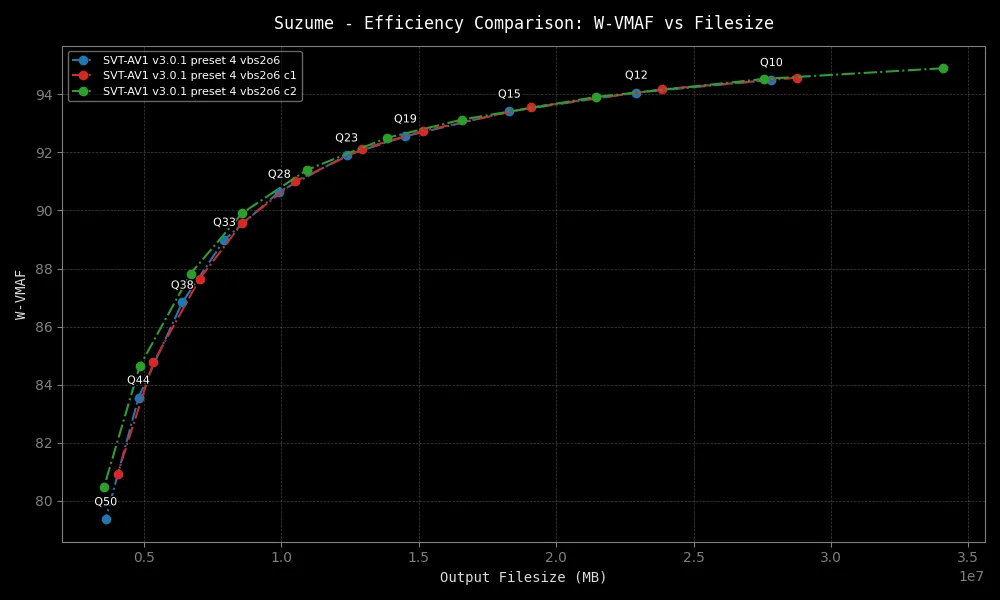 Suzume - Efficiency Comparison: W-VMAF vs Filesize
SVT-AV1 v3.0.1 preset 4 vbs2o6
SVT-AV1 v3.0.1 preset 4 vbs2o6 c1
SVT-AV1 v3.0.1 preset 4 vbs2o6 c2
Q10
Q12
Q15
Q19
Q23
Q28
Q33
Q38
Q44
Q50
94
92
90
88
86
84
82
80
W-VMAF
0.5 1.0 1.5 2.0 2.5 3.0 3.5
1e7
Output Filesize (MB)